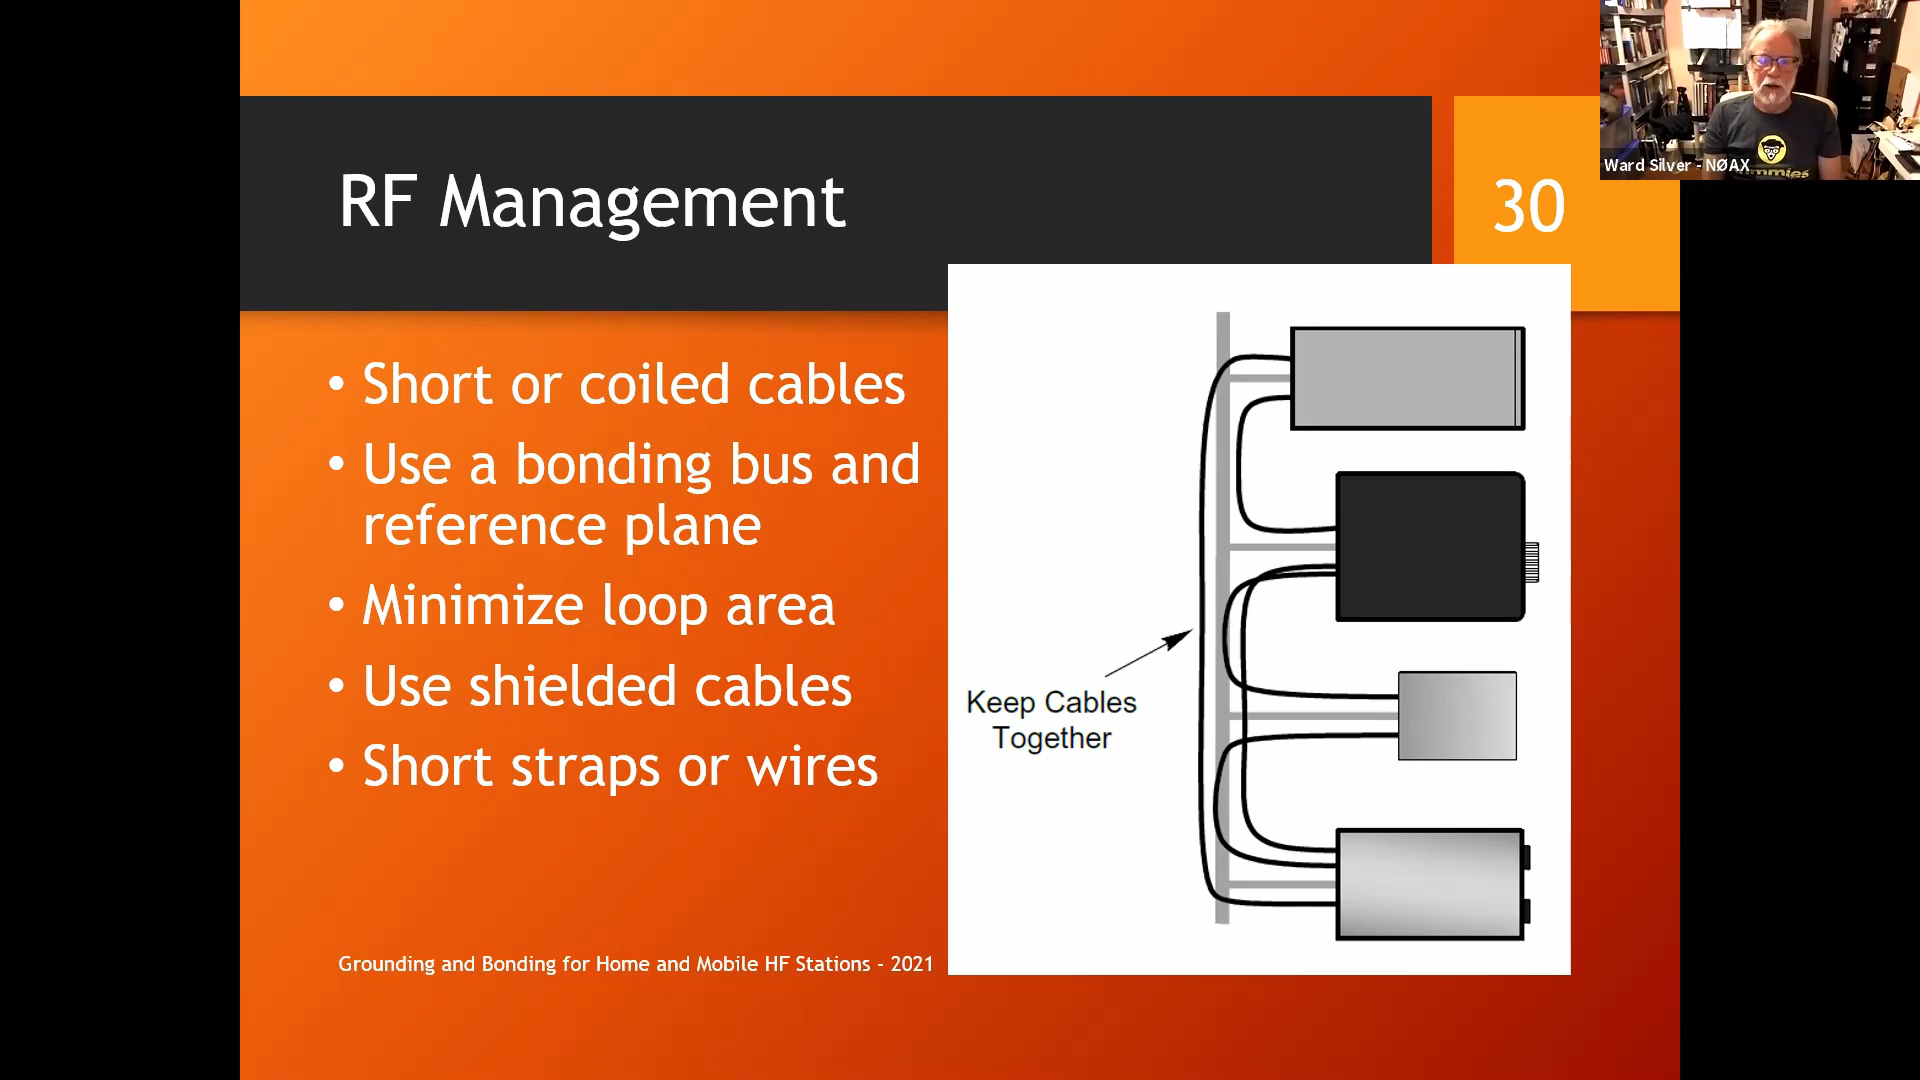 RF Management
30
Ward Silver - NØAX
• Short or coiled cables
• Use a bonding bus and
reference plane
• Minimize loop area
• Use shielded cables
• Short straps or wires
Keep Cables
Together
Grounding and Bonding for Home and Mobile HF Stations - 2021